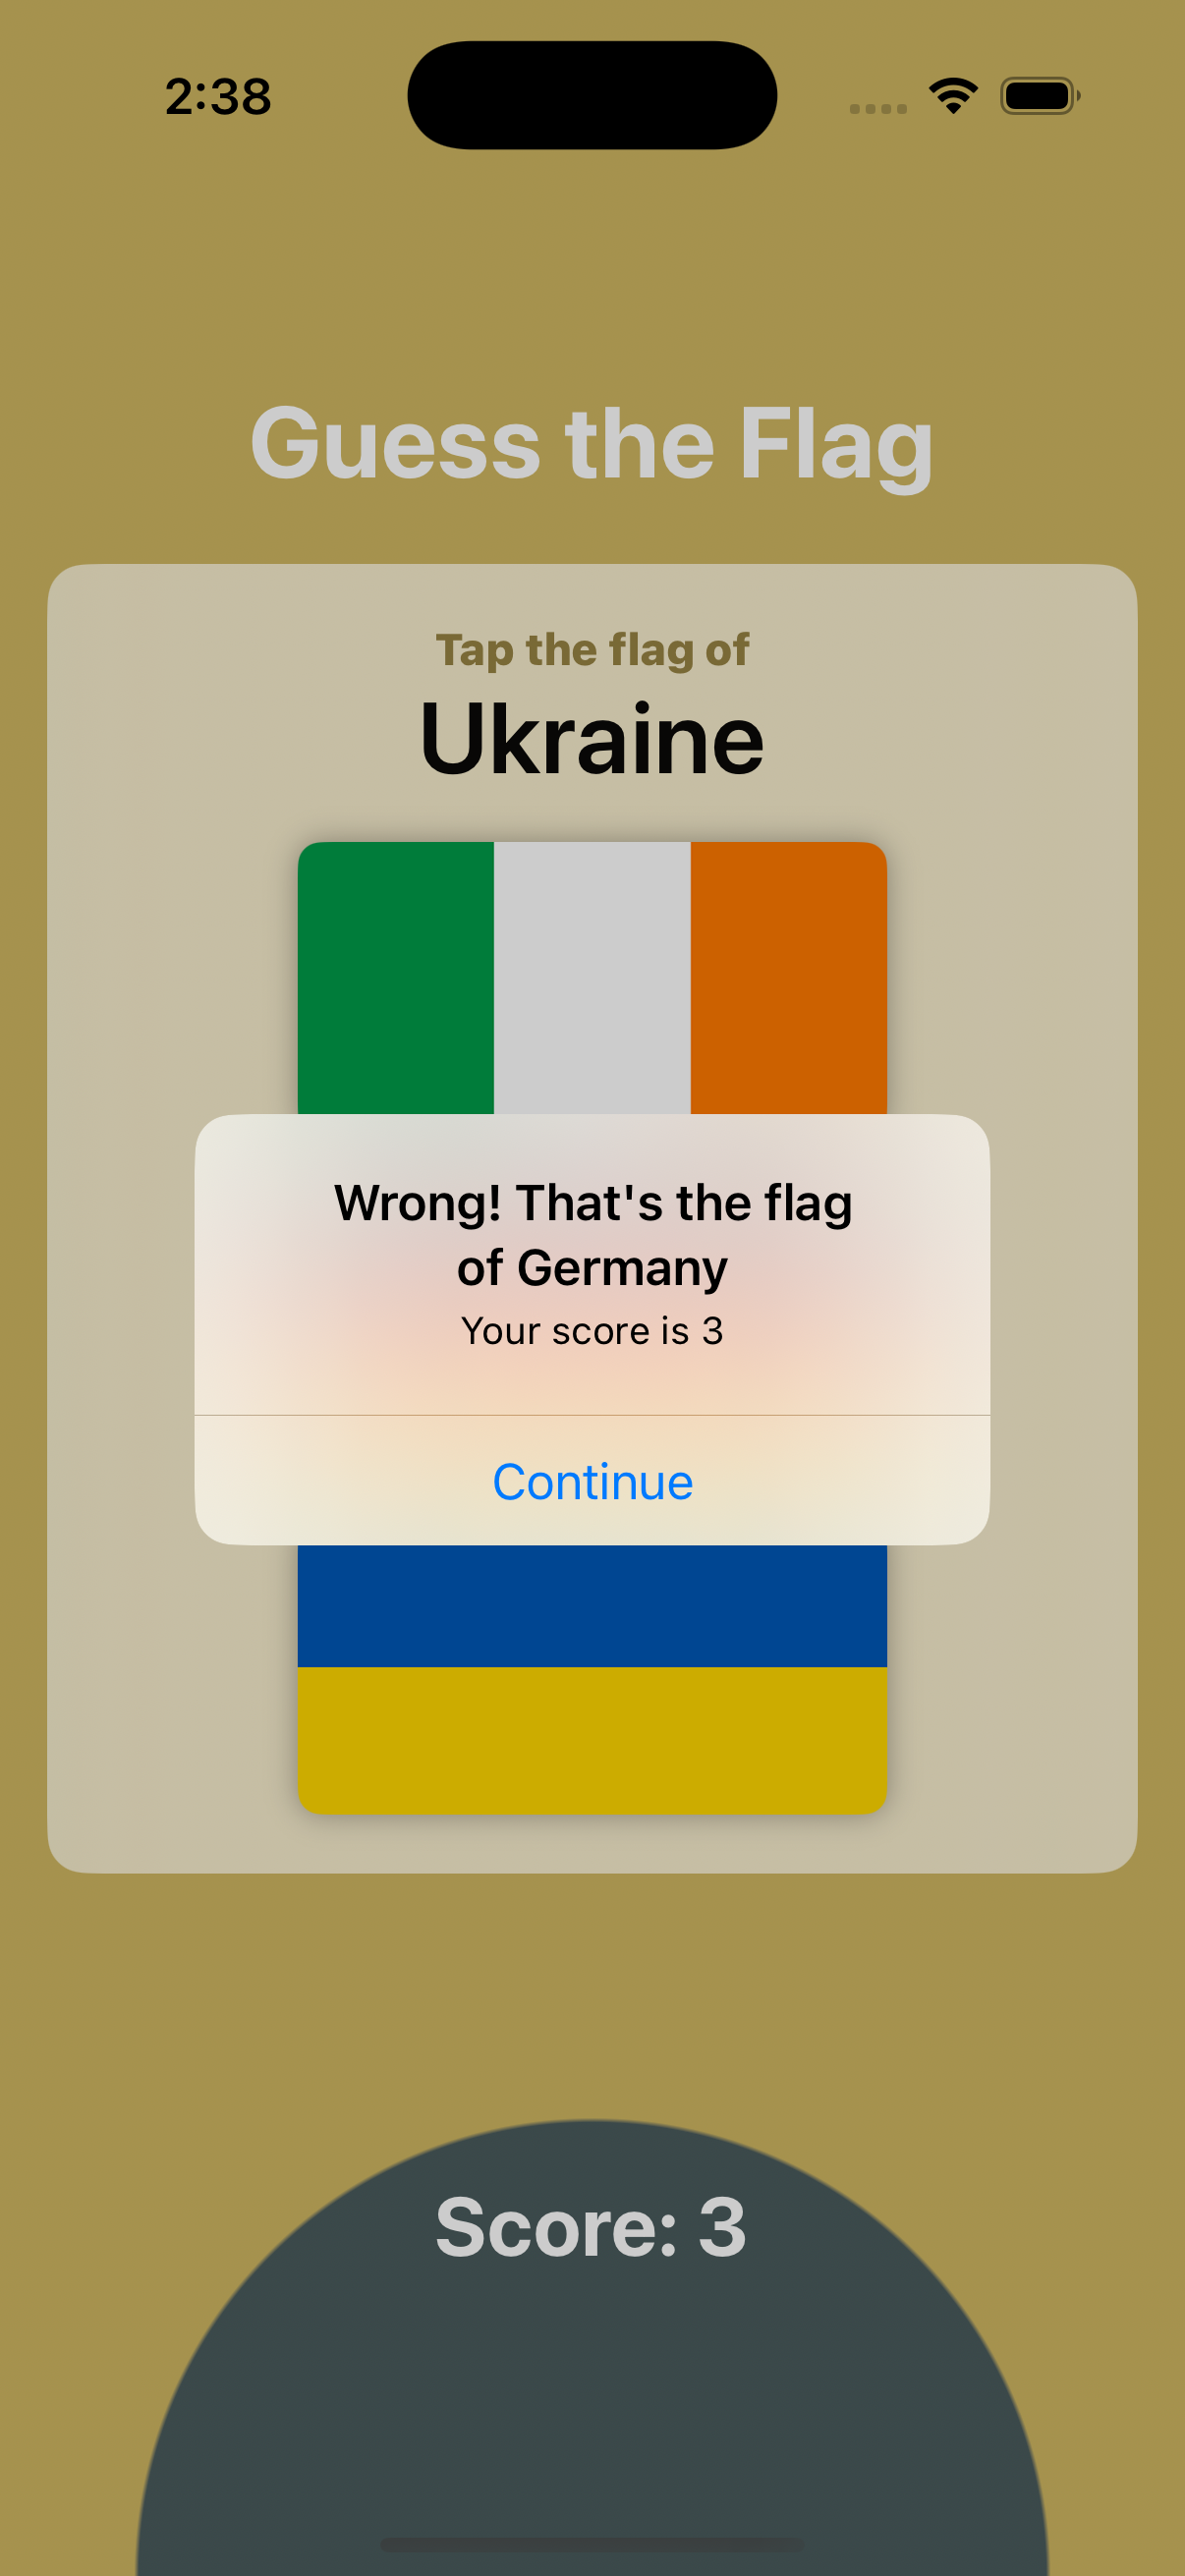 2:38
Guess the Flag
Tap the flag of
Ukraine
Wrong! That's the flag
of Germany
Your score is 3
Continue
Score: 3